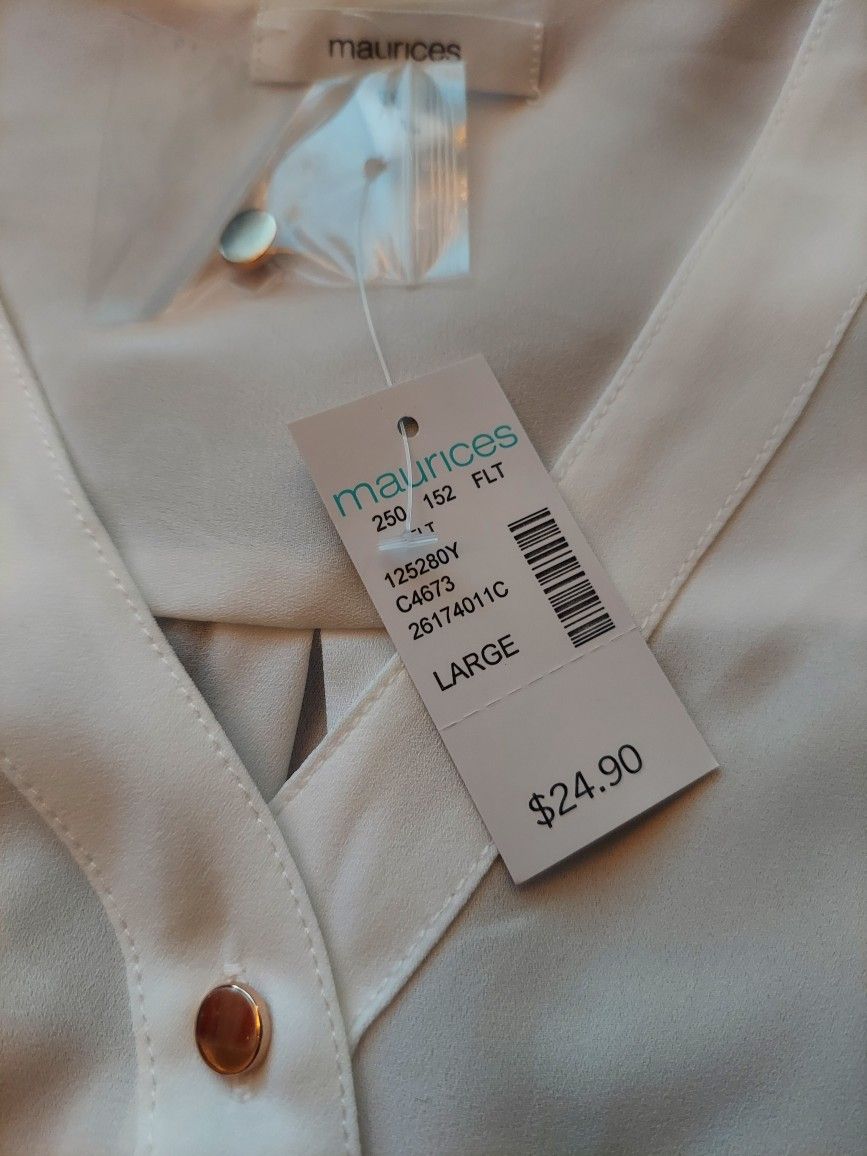 maurices
maurices
250 152 FLT
125280Y
C4673
26174011C
LARGE
$24.90